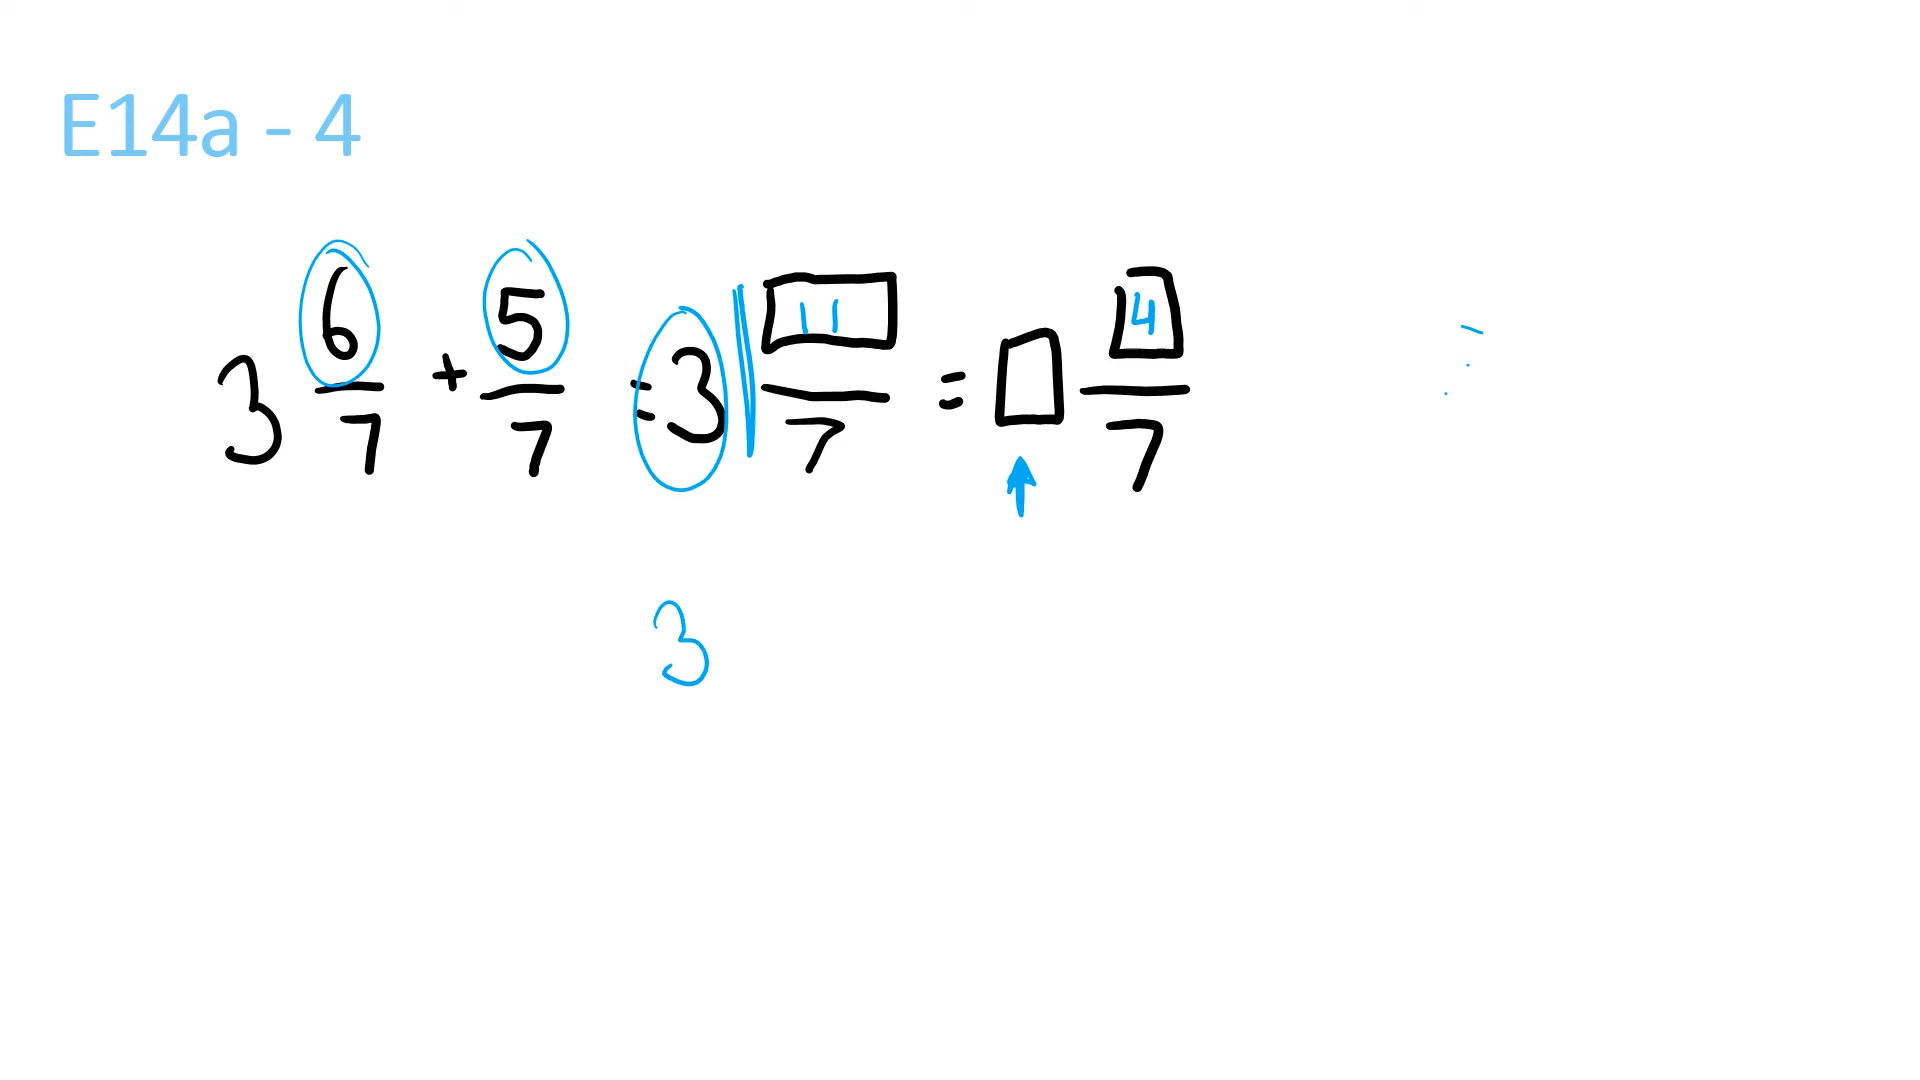 E14a - 4
3 6/7 + 5/7 = 3 11/7 = □ 4/7
3